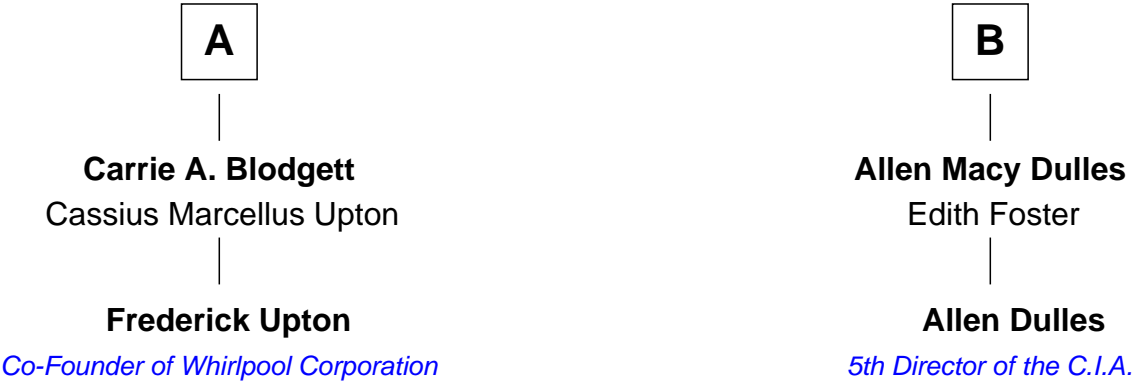 A
B
Carrie A. Blodgett
Allen Macy Dulles
Cassius Marcellus Upton
Edith Foster
Frederick Upton
Allen Dulles
Co-Founder of Whirlpool Corporation
5th Director of the C.I.A.